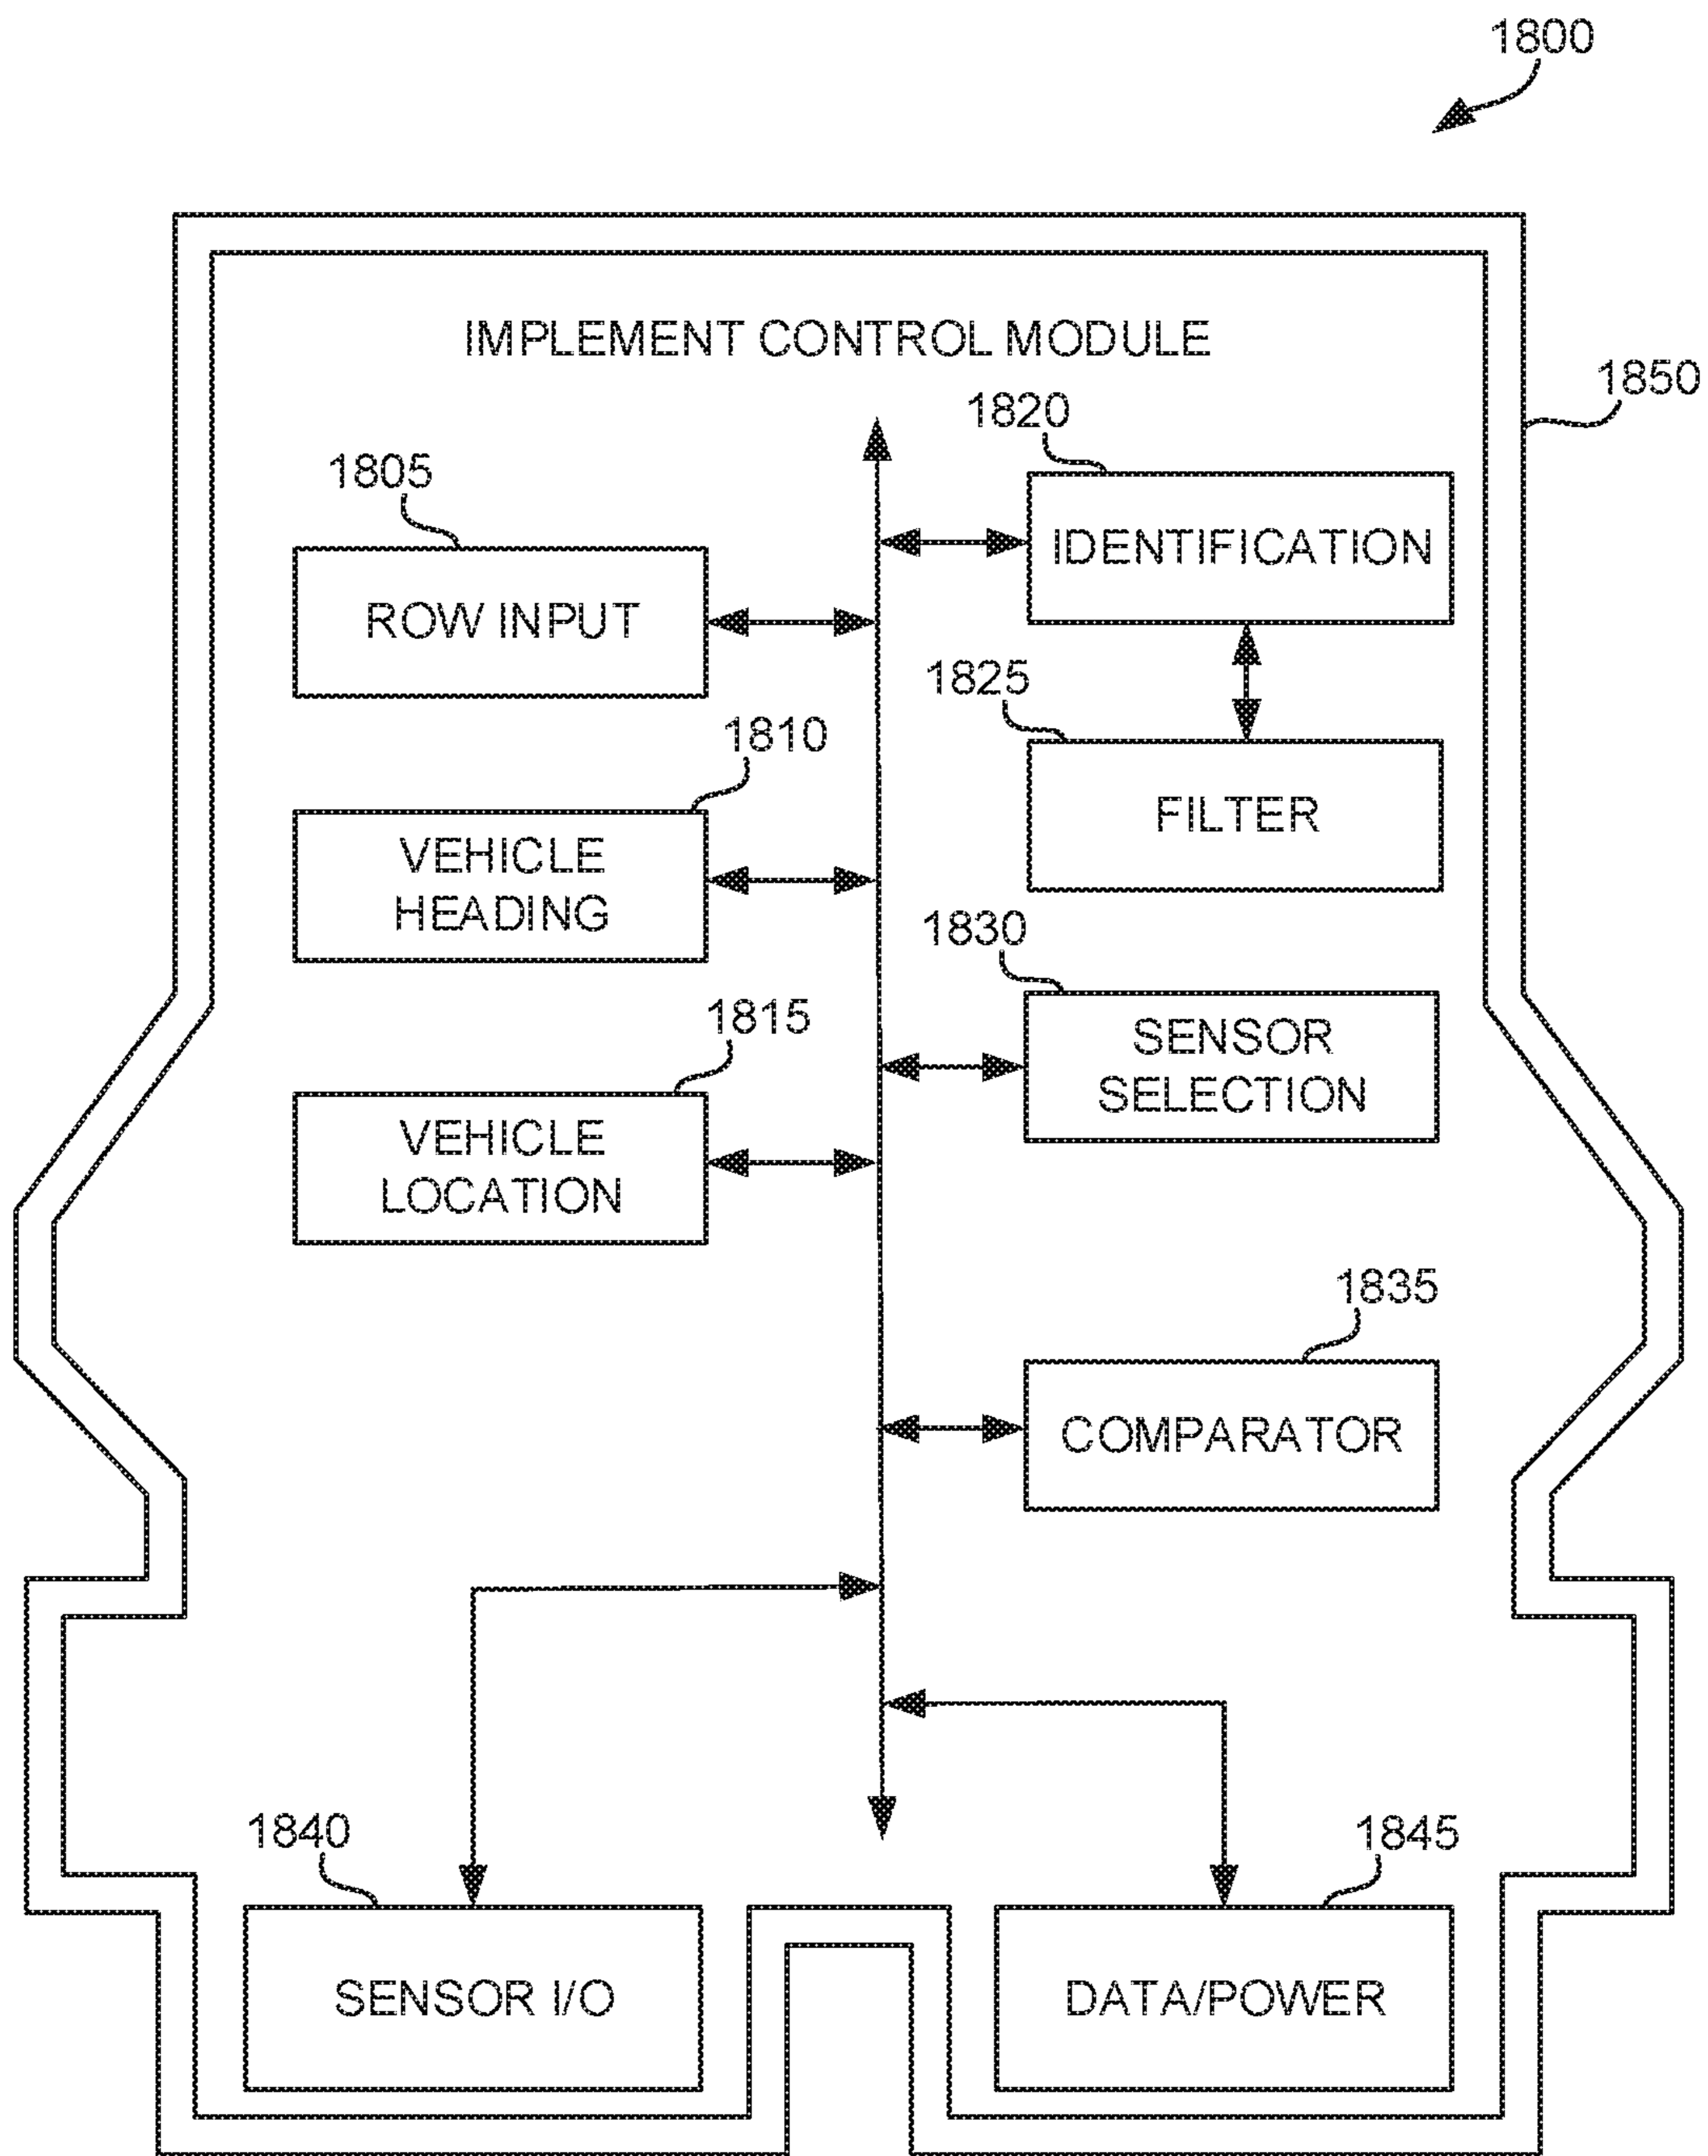 1800
IMPLEMENT CONTROL MODULE
1850
1820
1805
IDENTIFICATION
ROW INPUT
1825
1810
FILTER
VEHICLE
HEADING
1830
1815
SENSOR
SELECTION
VEHICLE
LOCATION
1835
COMPARATOR
1840
1845
SENSOR I/O
DATA/POWER